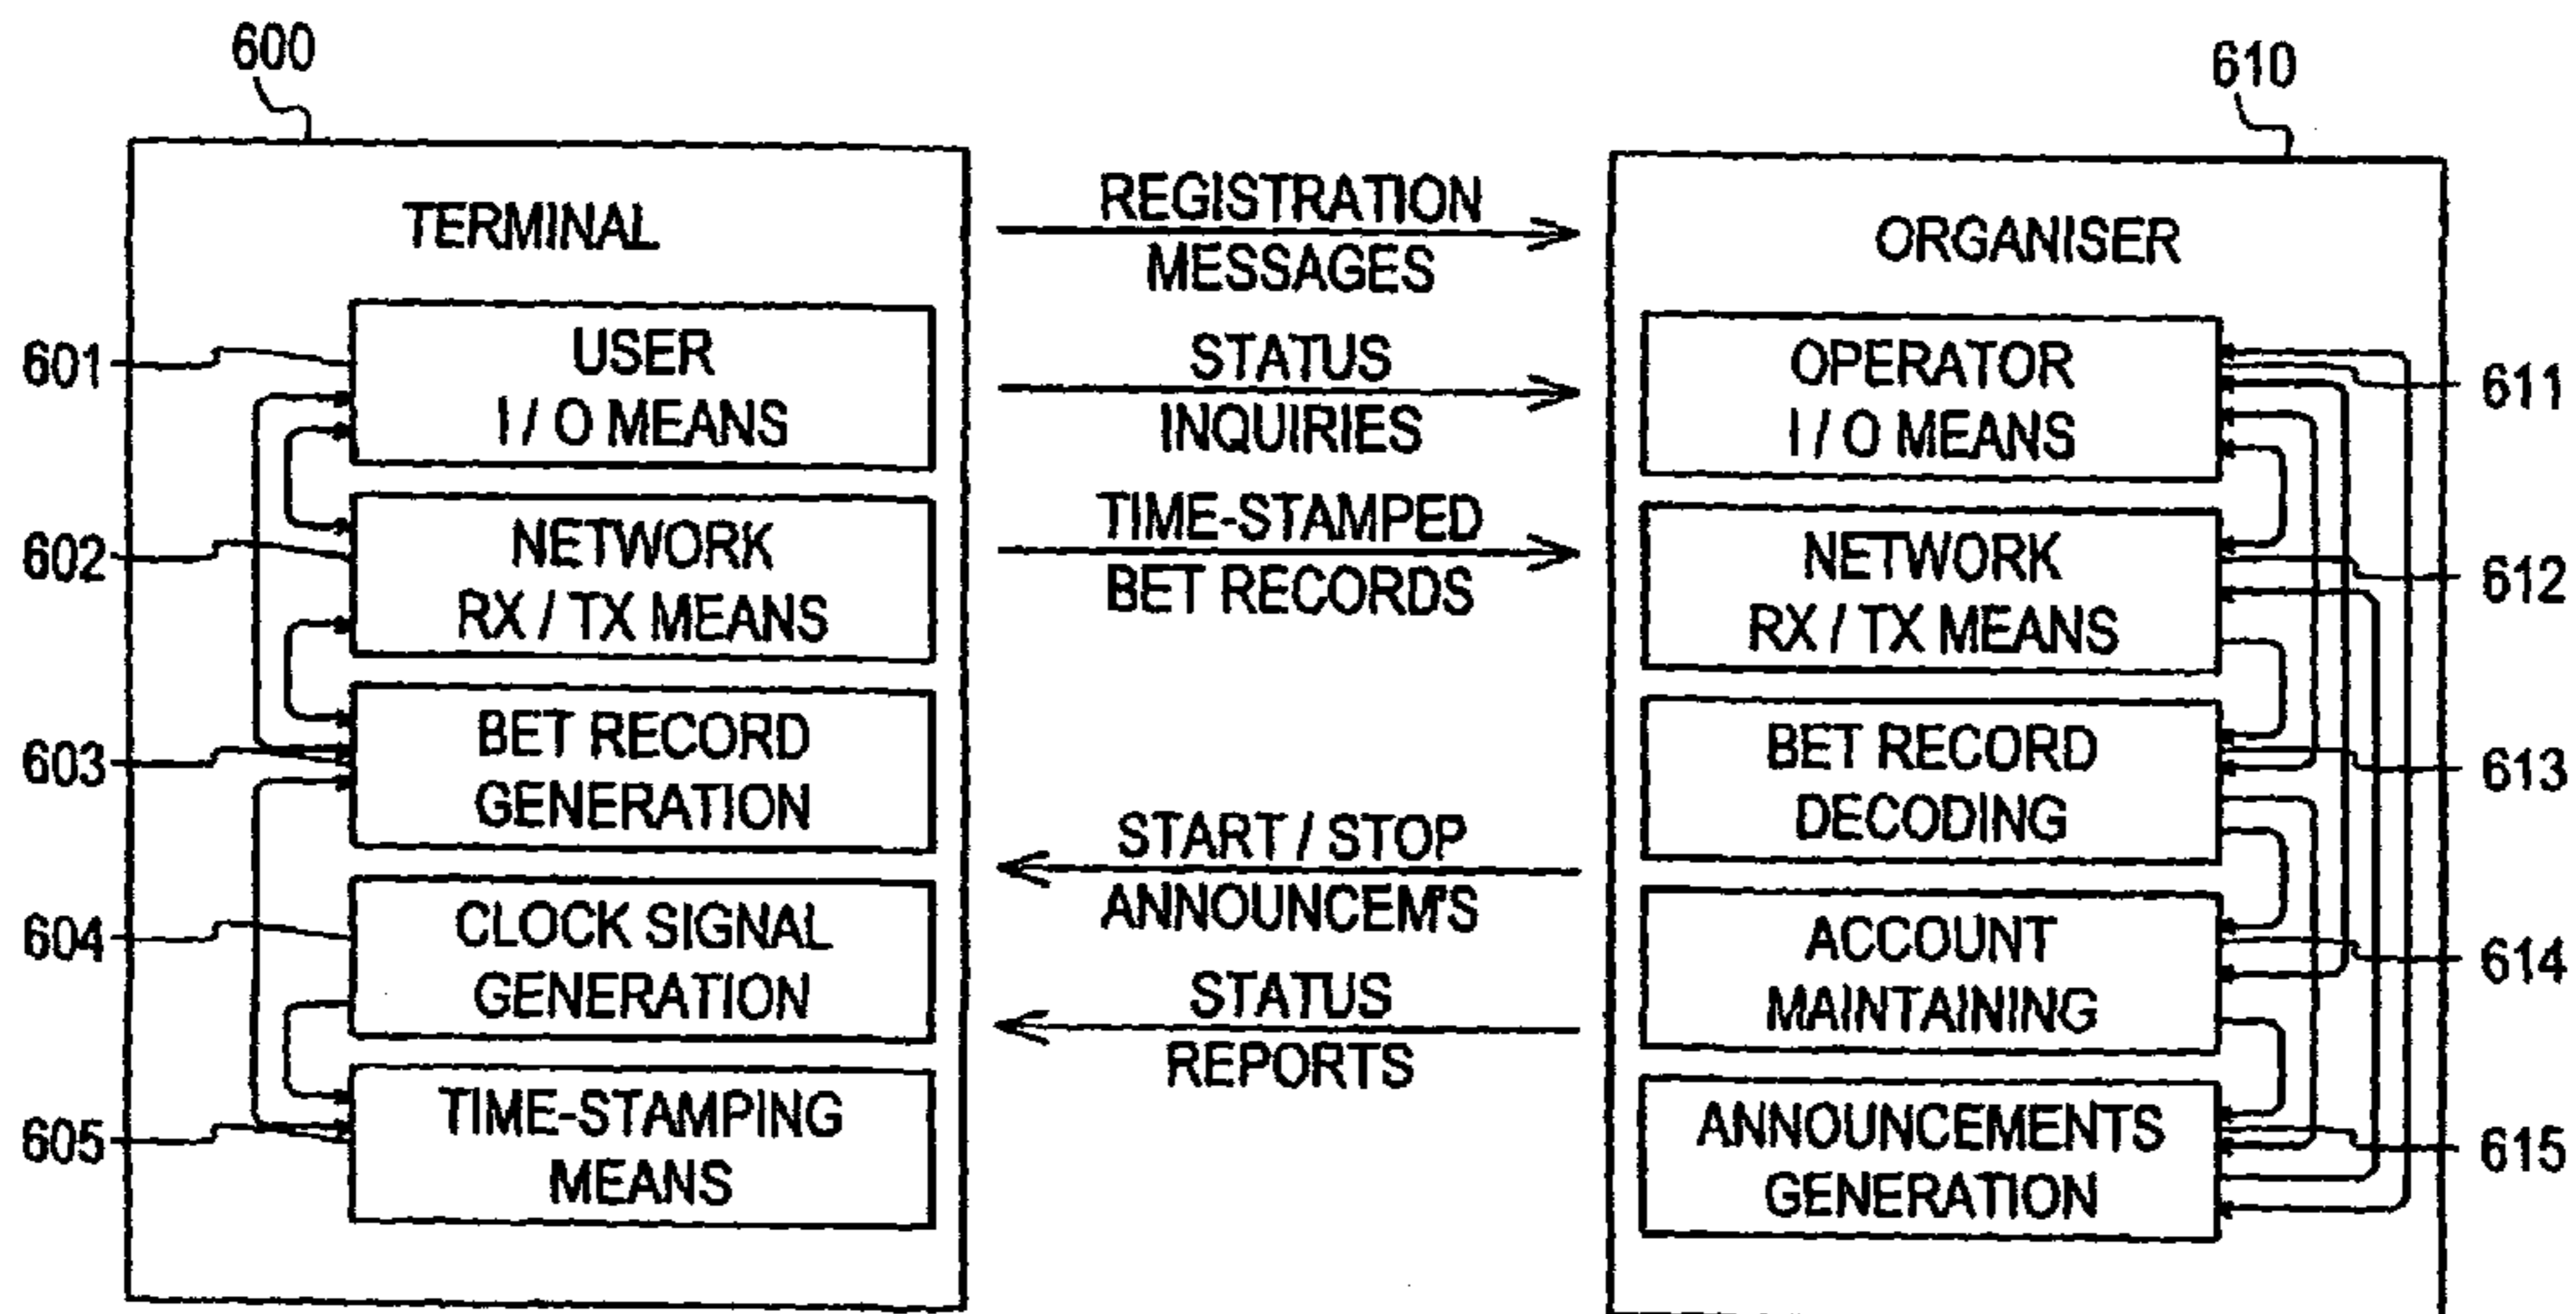 600
610
TERMINAL
601
USER
I / O MEANS
602
NETWORK
RX / TX MEANS
603
BET RECORD
GENERATION
604
CLOCK SIGNAL
GENERATION
605
TIME-STAMPING
MEANS
REGISTRATION
MESSAGES
STATUS
INQUIRIES
TIME-STAMPED
BET RECORDS
START / STOP
ANNOUNCEM'S
STATUS
REPORTS
ORGANISER
OPERATOR
I / O MEANS
611
NETWORK
RX / TX MEANS
612
BET RECORD
DECODING
613
ACCOUNT
MAINTAINING
614
ANNOUNCEMENTS
GENERATION
615